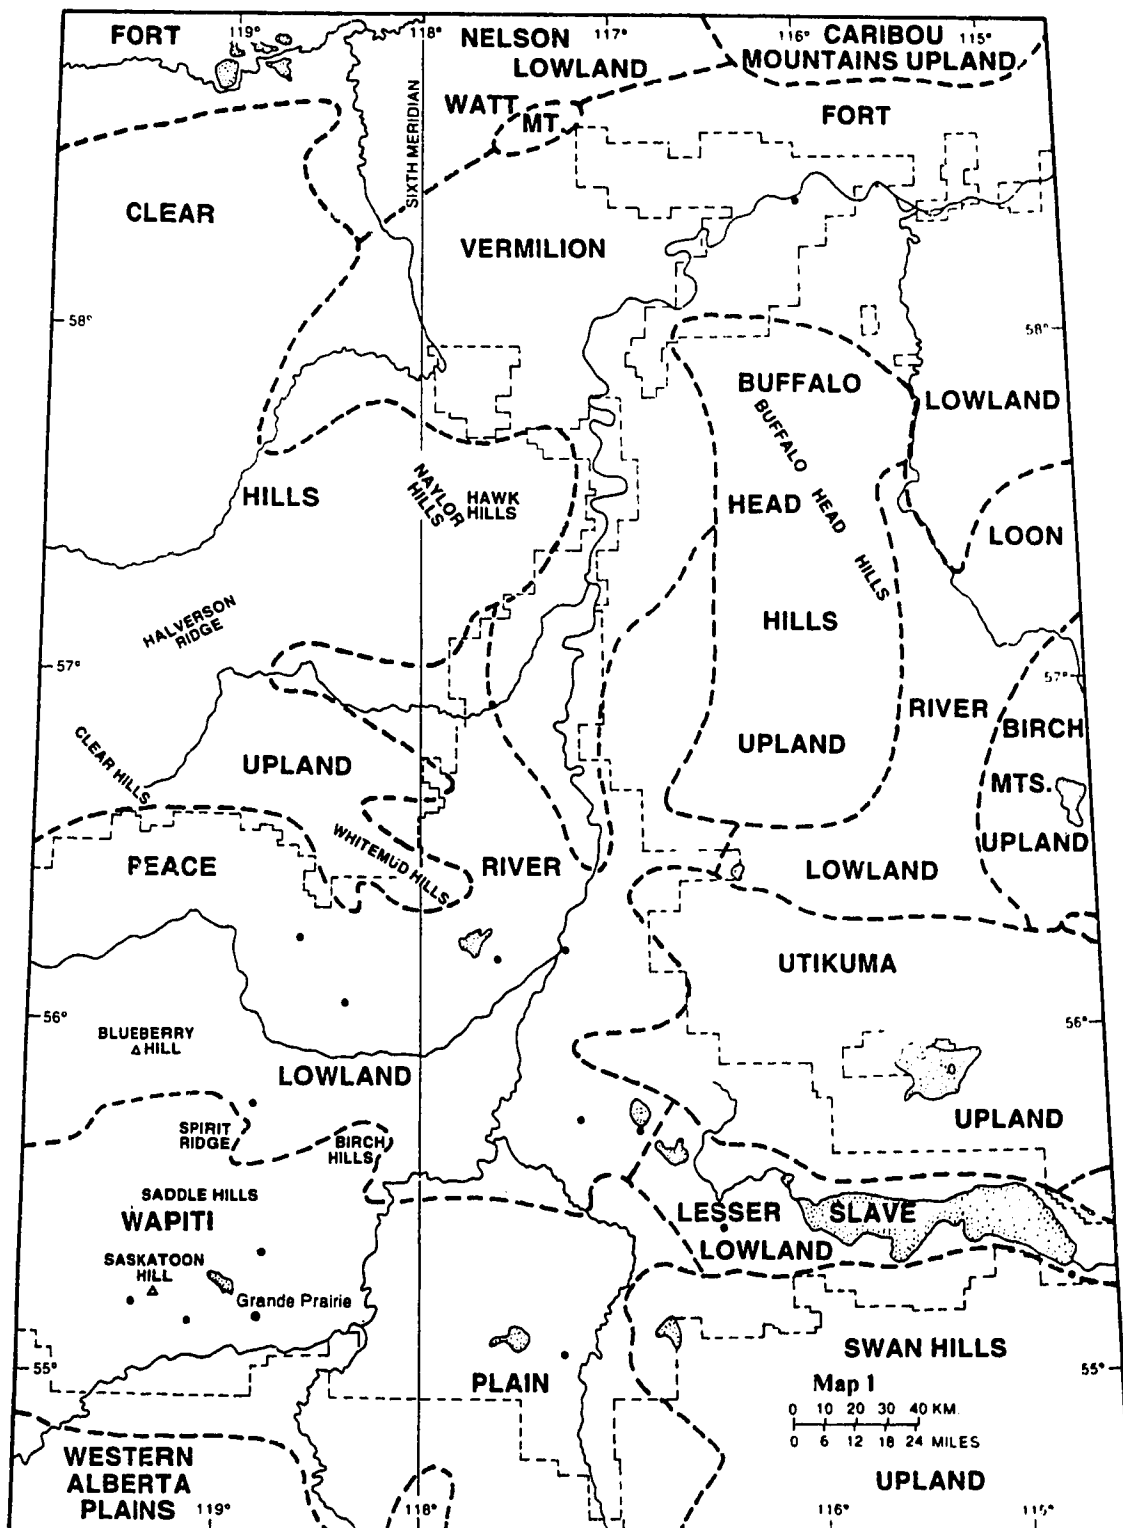 FORT
119°
118°
NELSON
LOWLAND
117°
116°
CARIBOU
115°
MOUNTAINS UPLAND
WATT
MT.
FORT
SIXTH MERIDIAN
CLEAR
VERMILION
58°
58°
BUFFALO
LOWLAND
BUFFALO HEAD HILLS
HILLS
NAYLOR
HILLS
HAWK
HILLS
HEAD
LOON
HALVERSON
RIDGE
HILLS
57°
57°
RIVER
BIRCH
CLEAR HILLS
UPLAND
UPLAND
MTS.
WHITEMUD HILLS
UPLAND
PEACE
RIVER
LOWLAND
UTIKUMA
56°
56°
BLUEBERRY
HILL
LOWLAND
UPLAND
SPIRIT
RIDGE
BIRCH
HILLS
SADDLE HILLS
WAPITI
LESSER
SLAVE
LOWLAND
SASKATOON
HILL
Grande Prairie
SWAN HILLS
55°
55°
PLAIN
Map 1
0 10 20 30 40 KM.
0 6 12 18 24 MILES
WESTERN
ALBERTA
PLAINS
UPLAND
119°
118°
116°
115°